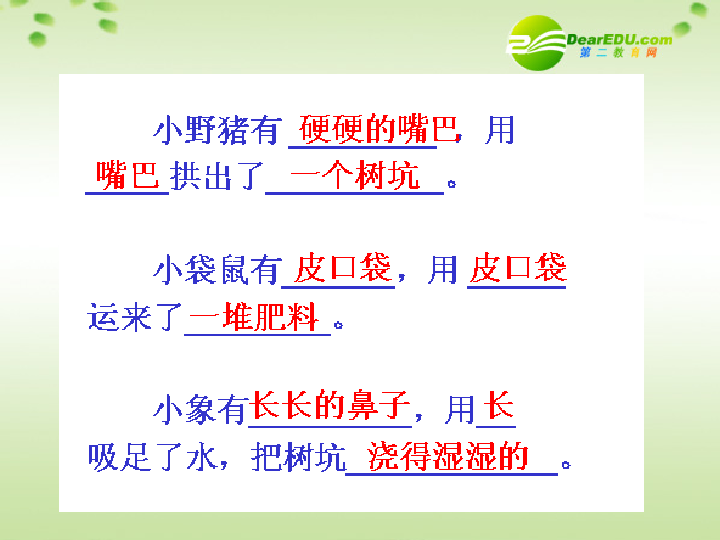 DearEDU.com
第二教育网
小野猪有 硬硬的嘴巴，用
嘴巴拱出了 一个树坑 。
小袋鼠有 皮口袋，用 皮口袋
运来了一堆肥料。
小象有长长的鼻子，用 长
吸足了水，把树坑 浇得湿湿的 。